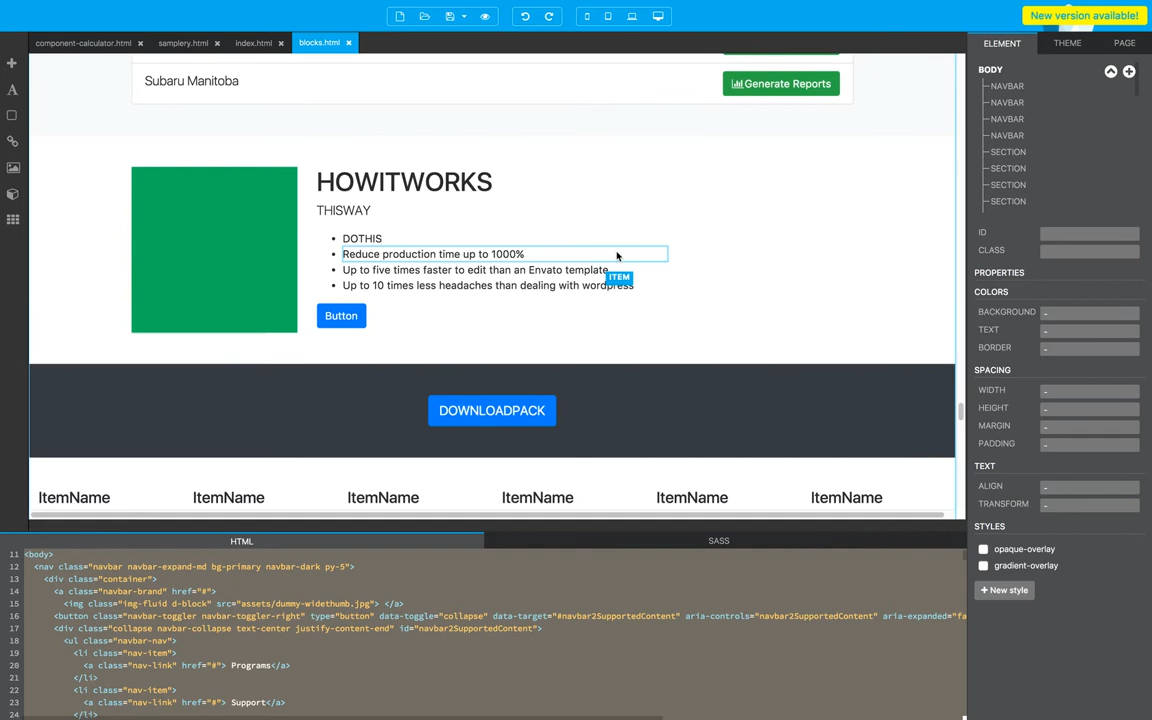 New version available!
component-calculator.html
samplery.html
index.html
blocks.html
ELEMENT
THEME
PAGE
Subaru Manitoba
Generate Reports
HOWITWORKS
THISWAY
DOTHIS
Reduce production time up to 1000%
Up to five times faster to edit than an Envato template
ITEM
Up to 10 times less headaches than dealing with wordpress
Button
DOWNLOADPACK
ItemName ItemName ItemName ItemName ItemName ItemName
BODY
NAVBAR
NAVBAR
NAVBAR
NAVBAR
SECTION
SECTION
SECTION
SECTION
ID
CLASS
PROPERTIES
COLORS
BACKGROUND -
TEXT -
BORDER -
SPACING
WIDTH -
HEIGHT -
MARGIN -
PADDING -
TEXT
ALIGN -
TRANSFORM -
STYLES
opaque-overlay
gradient-overlay
+ New style
HTML
SASS
11 <body>
12 <nav class="navbar navbar-expand-md bg-primary navbar-dark py-5">
13 <div class="container">
14 <a class="navbar-brand" href="#">
15 <img class="img-fluid d-block" src="assets/dummy-widethumb.jpg"> </a>
16 <button class="navbar-toggler navbar-toggler-right" type="button" data-toggle="collapse" data-target="#navbar2SupportedContent" aria-controls="navbar2SupportedContent" aria-expanded="fa
17 <div class="collapse navbar-collapse text-center justify-content-end" id="navbar2SupportedContent">
18 <ul class="navbar-nav">
19 <li class="nav-item">
20 <a class="nav-link" href="#"> Programs</a>
21 </li>
22 <li class="nav-item">
23 <a class="nav-link" href="#"> Support</a>
24 </li>